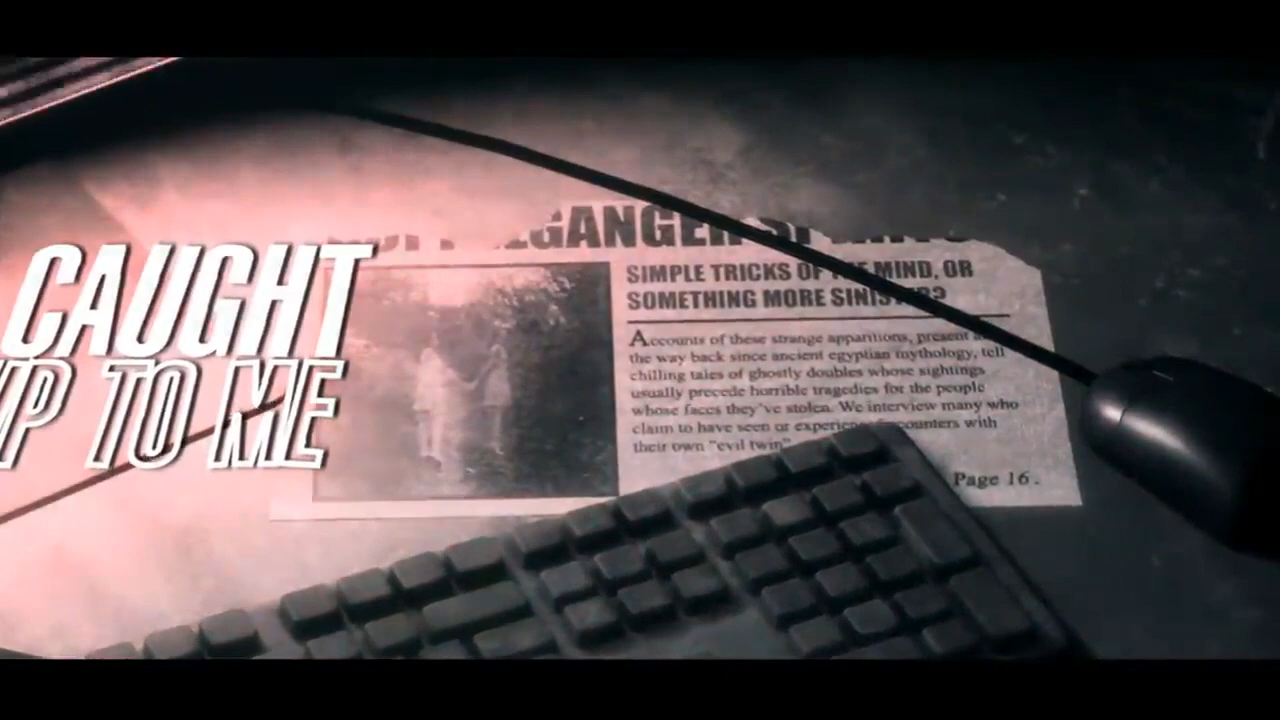 CAUGHT
UP TO ME
SIMPLE TRICKS OF THE MIND, OR
SOMETHING MORE SINISTER?
Accounts of these strange apparitions, present
the way back since ancient egyptian mythology, tell
chilling tales of ghostly doubles whose sightings
usually precede horrible tragedies for the people
whose faces they've stolen. We interview many who
claim to have seen or experience encounters with
their own "evil twin"
Page 16.